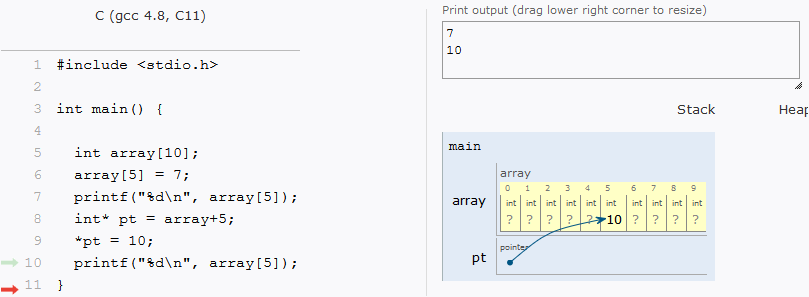 C (gcc 4.8, C11)
1 #include <stdio.h>
2
3 int main() {
4
5 int array[10];
6 array[5] = 7;
7 printf("%d\n", array[5]);
8 int* pt = array+5;
9 *pt = 10;
10 printf("%d\n", array[5]);
11 }
Print output (drag lower right corner to resize)
7
10
Stack Heap
main
array
array
0 1 2 3 4 5 6 7 8 9
int int int int int int int int int int
? ? ? ? ? 10 ? ? ? ?
pt
pointer